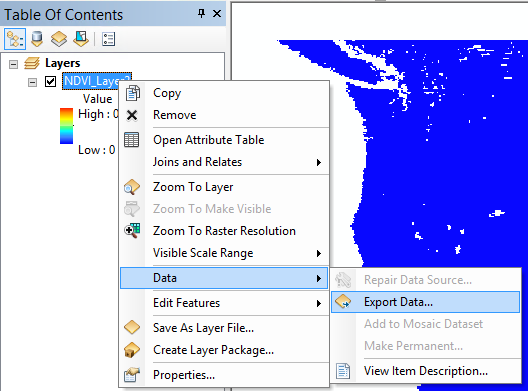 Table Of Contents
Layers
NDVI_Layer
Value
High : 0
Low : 0
Copy
Remove
Open Attribute Table
Joins and Relates
Zoom To Layer
Zoom To Make Visible
Zoom To Raster Resolution
Visible Scale Range
Data
Edit Features
Save As Layer File...
Create Layer Package...
Properties...
Repair Data Source...
Export Data...
Add to Mosaic Dataset
Make Permanent...
View Item Description...